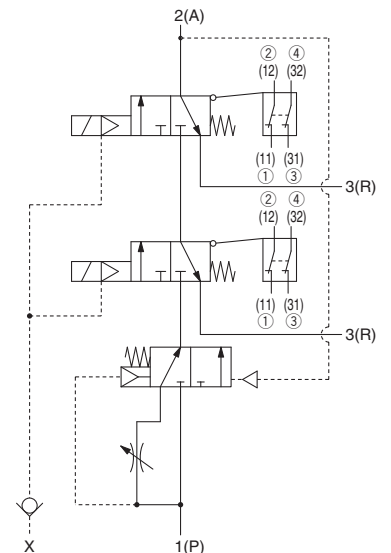 2(A)
② ④
(12) (32)
(11) (31)
① ③
3(R)
② ④
(12) (32)
(11) (31)
① ③
3(R)
X 1(P)